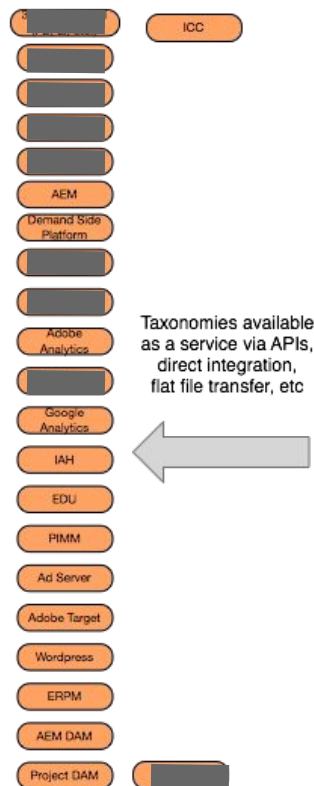 ICC
AEM
Demand Side
Platform
Adobe
Analytics
Taxonomies available
as a service via APIs,
direct integration,
flat file transfer, etc
Google
Analytics
IAH
EDU
PIMM
Ad Server
Adobe Target
Wordpress
ERPM
AEM DAM
Project DAM